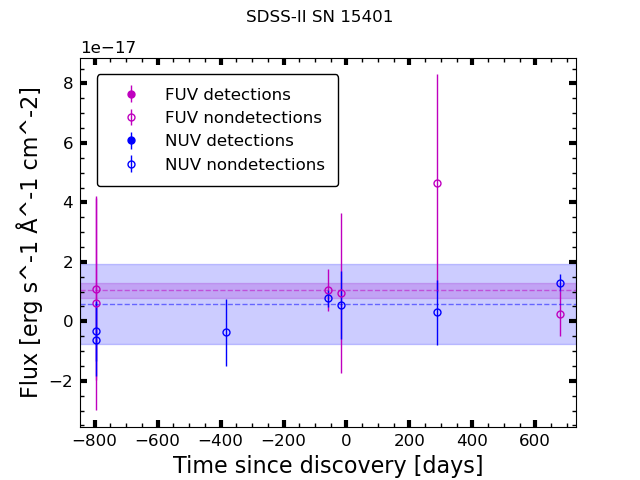 SDSS-II SN 15401
1e−17
FUV detections
FUV nondetections
NUV detections
NUV nondetections
8
6
4
2
0
−2
Flux [erg s^-1 Å^-1 cm^-2]
−800 −600 −400 −200 0 200 400 600
Time since discovery [days]